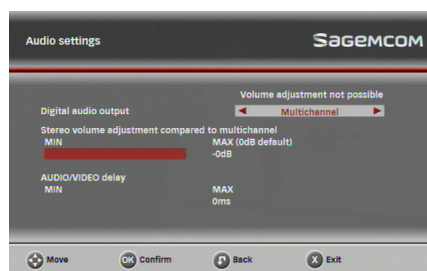 Audio settings
SAGEMCOM
Volume adjustment not possible
Digital audio output
Multichannel
Stereo volume adjustment compared to multichannel
MIN MAX (0dB default)
-0dB
AUDIO/VIDEO delay
MIN MAX
0ms
Move OK Confirm Back X Exit